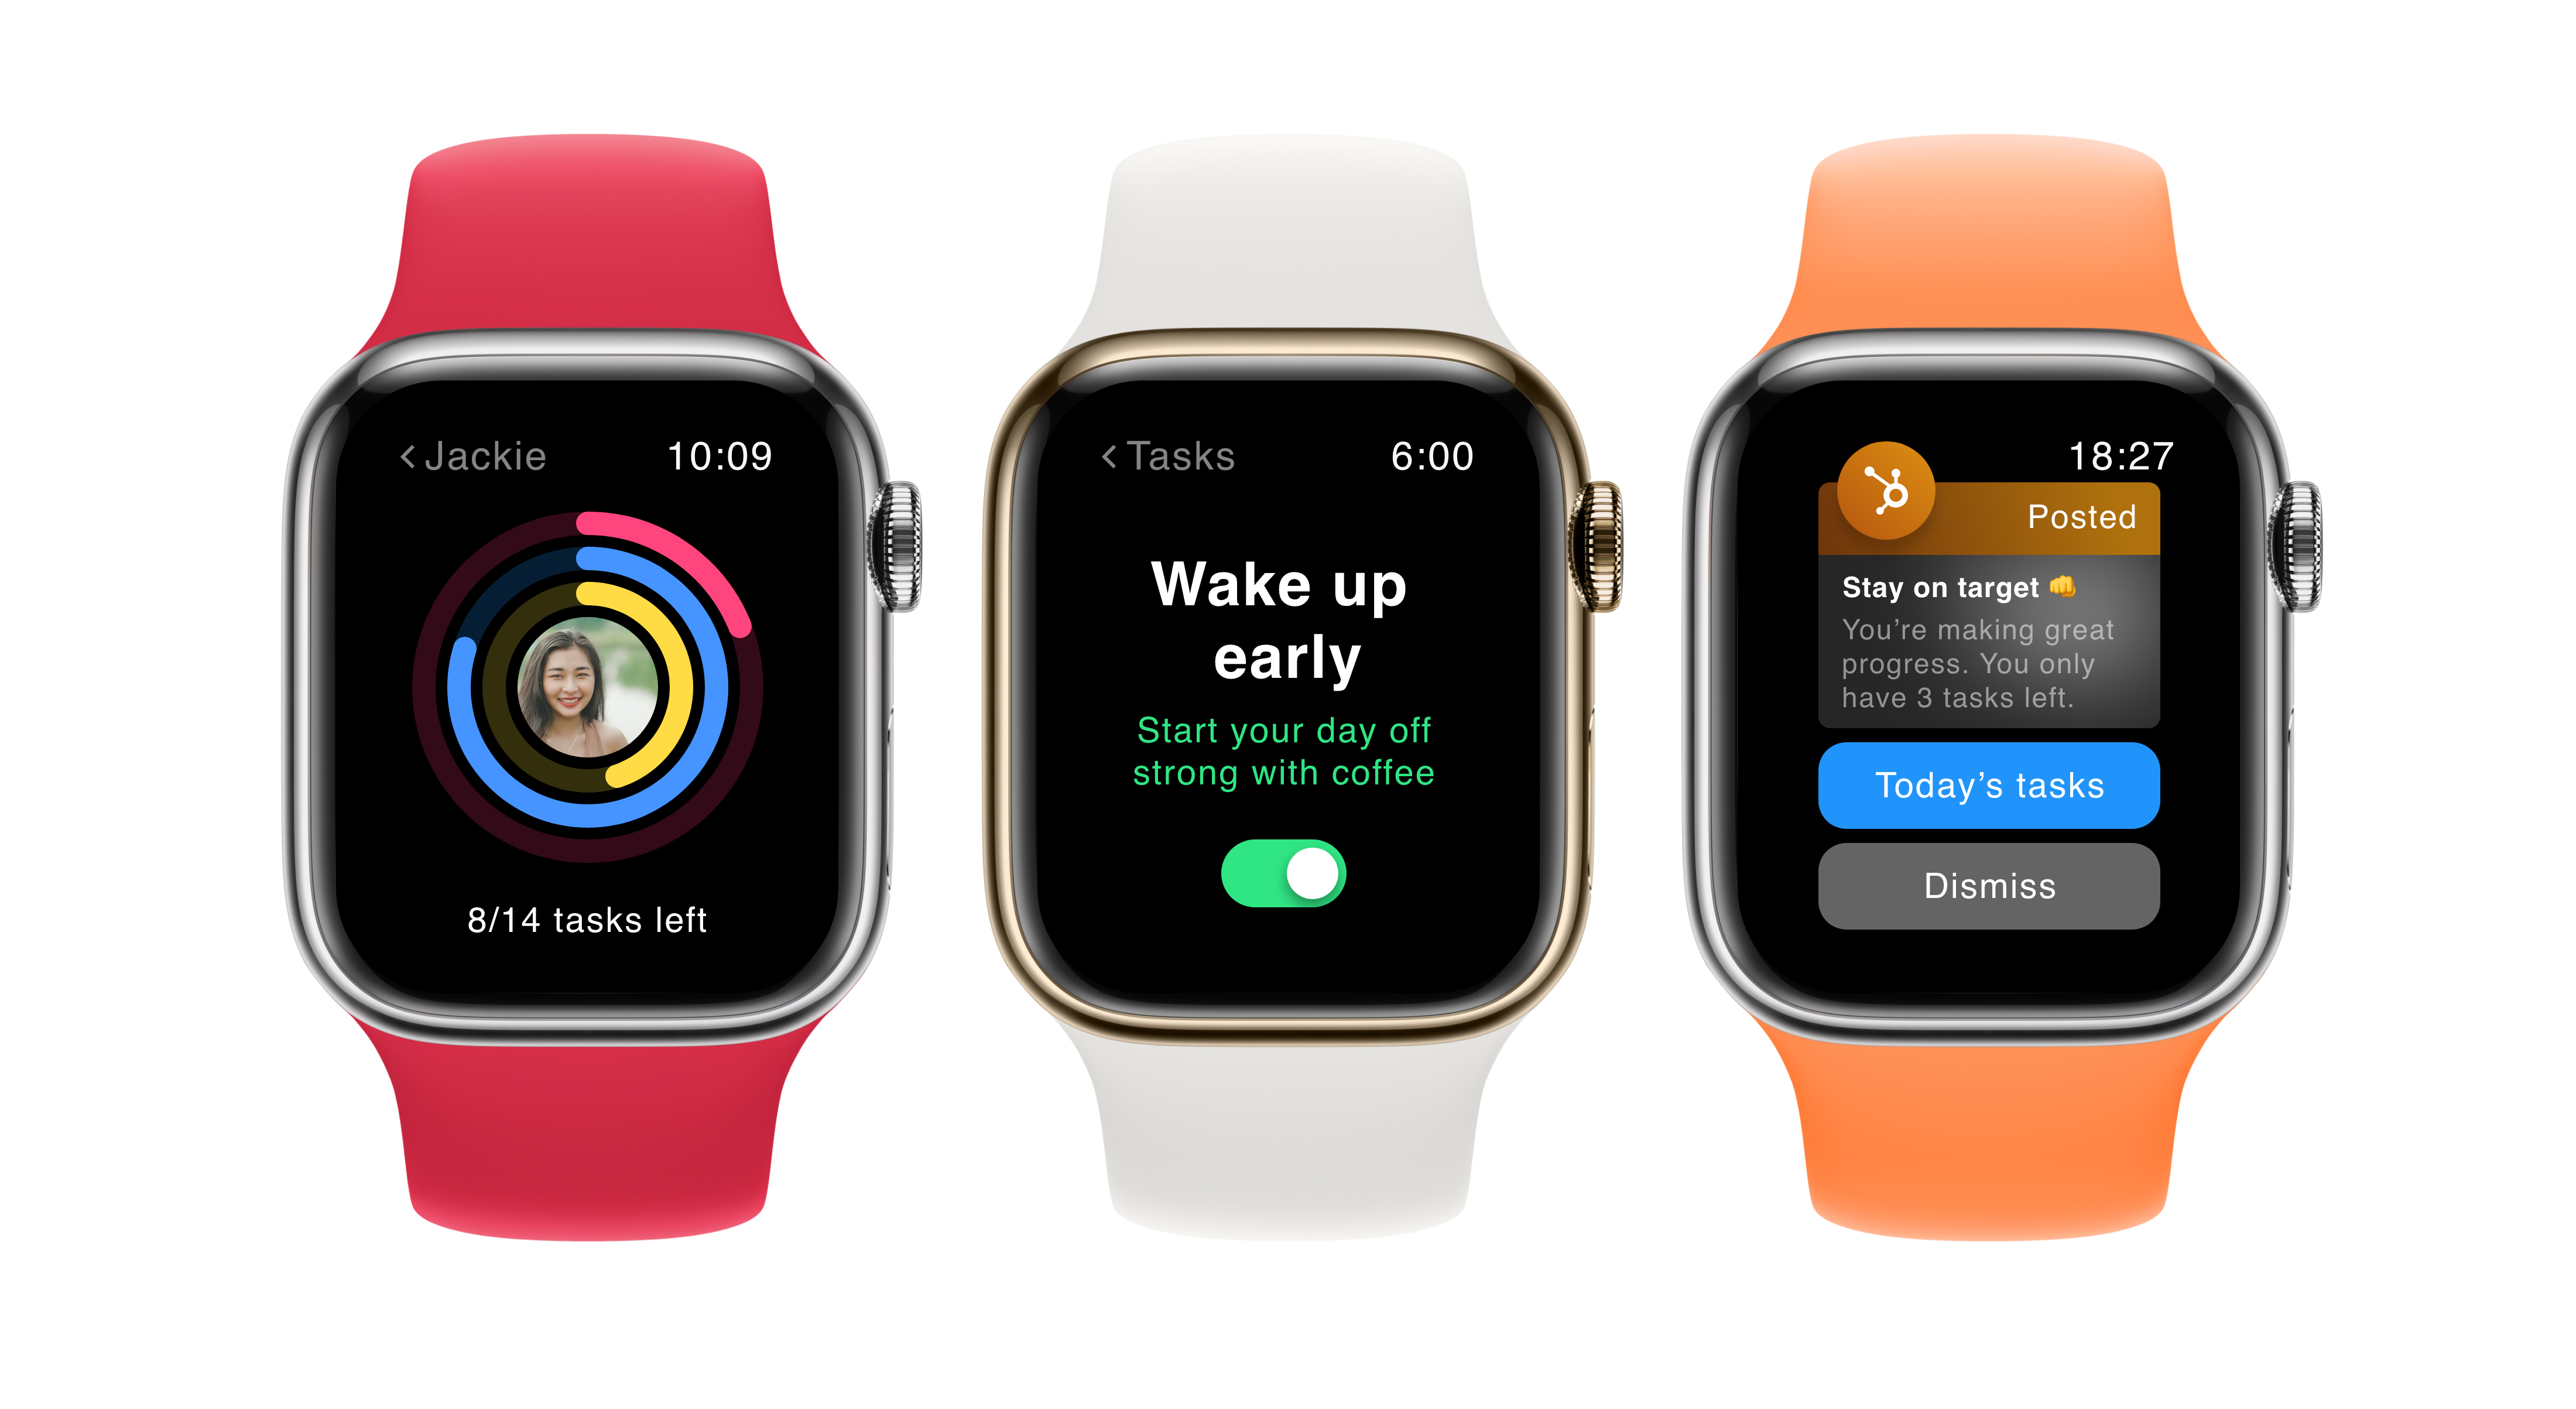 Jackie
10:09
8/14 tasks left
Tasks
6:00
Wake up
early
Start your day off
strong with coffee
18:27
Posted
Stay on target 👊
You’re making great
progress. You only
have 3 tasks left.
Today’s tasks
Dismiss